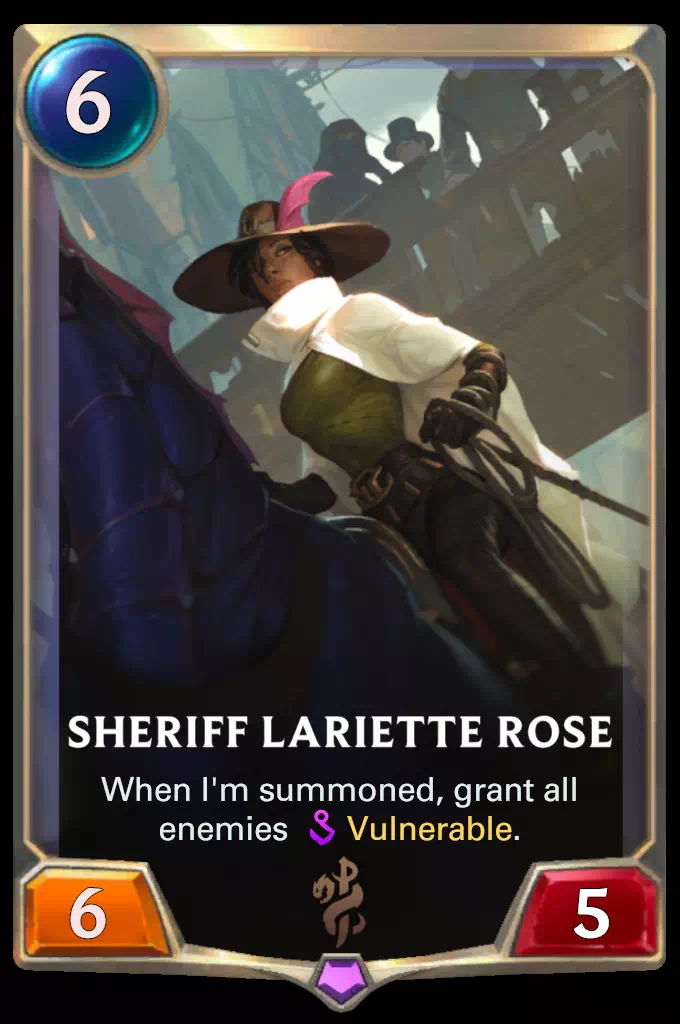 6
SHERIFF LARIETTE ROSE
When I'm summoned, grant all
enemies Vulnerable.
6
5